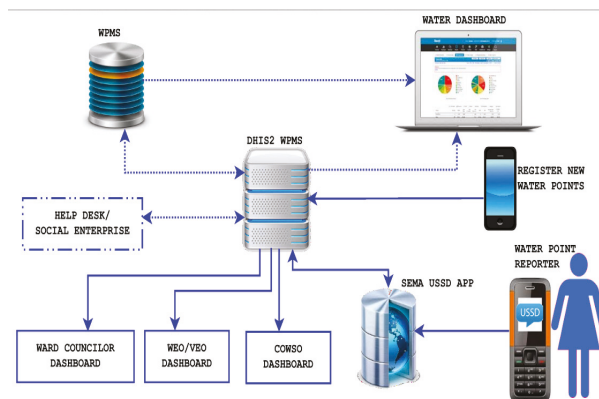 WPMS
WATER DASHBOARD
DHIS2 WPMS
REGISTER NEW
WATER POINTS
HELP DESK/
SOCIAL ENTERPRISE
WATER POINT
REPORTER
SEMA USSD APP
USSD
WARD COUNCILOR
DASHBOARD
WEO/VEO
DASHBOARD
COWSO
DASHBOARD